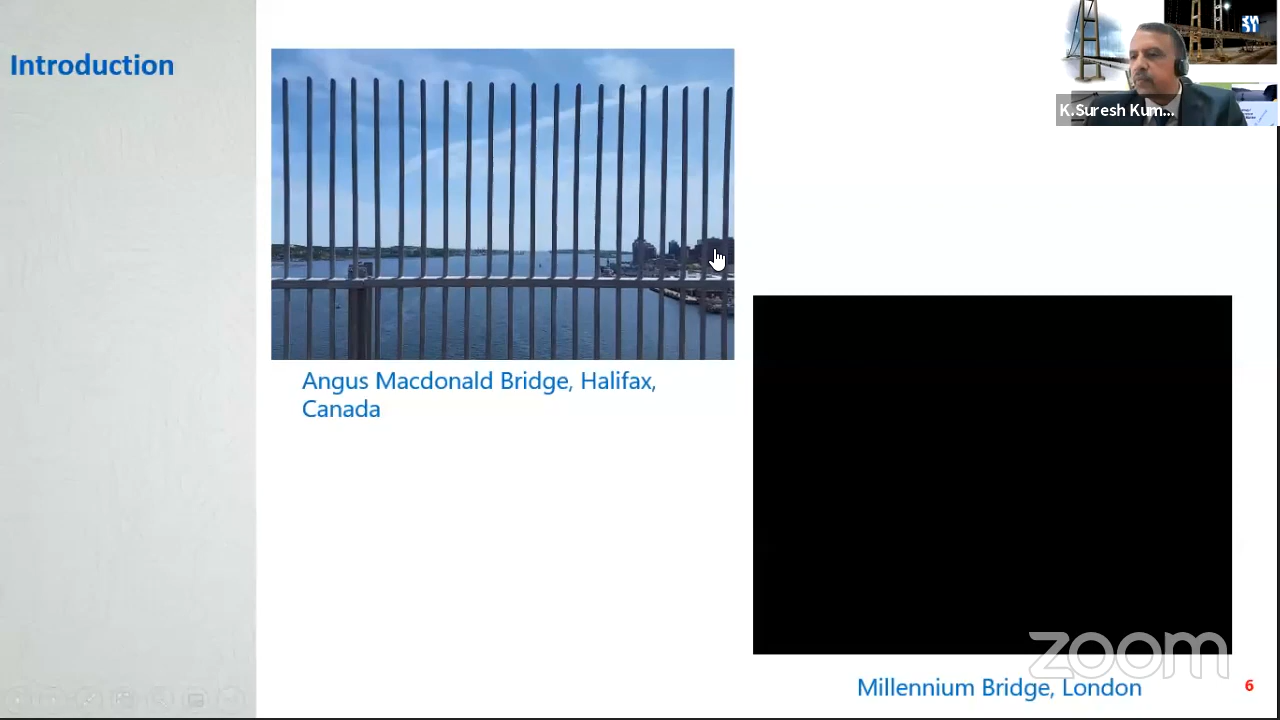 Introduction
K.Suresh Kum...
Angus Macdonald Bridge, Halifax,
Canada
zoom
Millennium Bridge, London
6